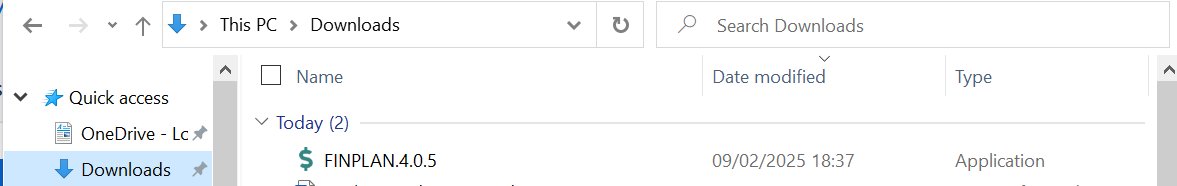 This PC > Downloads
Search Downloads
Quick access
OneDrive - Lc
Downloads
Name
Date modified
Type
Today (2)
FINPLAN.4.0.5
09/02/2025 18:37
Application